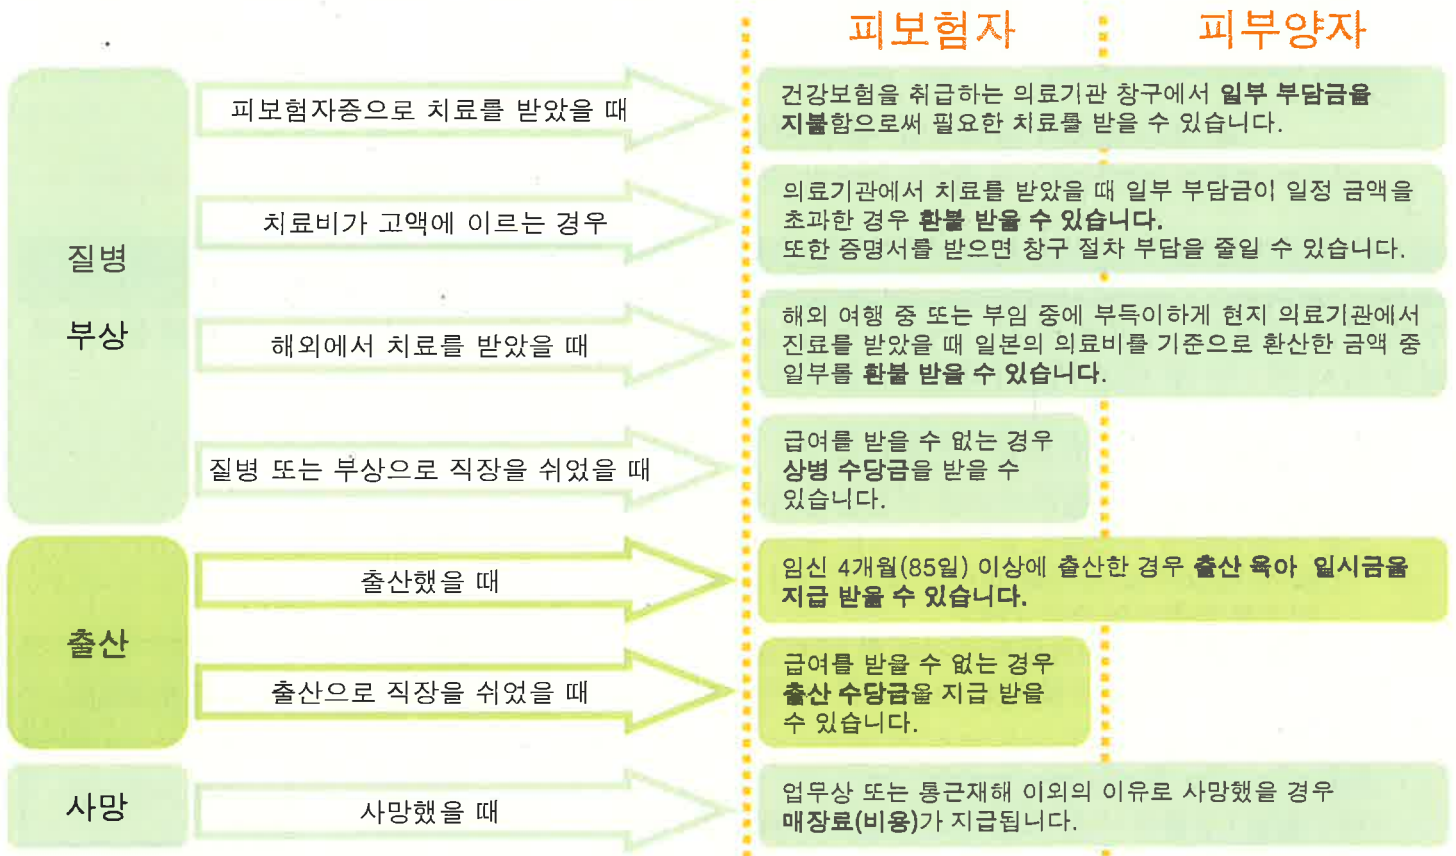 피보험자
피부양자
질병
부상
피보험자증으로 치료를 받았을 때
건강보험을 취급하는 의료기관 창구에서 일부 부담금을
지불함으로써 필요한 치료를 받을 수 있습니다.
치료비가 고액에 이르는 경우
의료기관에서 치료를 받았을 때 일부 부담금이 일정 금액을
초과한 경우 환불 받을 수 있습니다.
또한 증명서를 받으면 창구 절차 부담을 줄일 수 있습니다.
해외에서 치료를 받았을 때
해외 여행 중 또는 부임 중에 부득이하게 현지 의료기관에서
진료를 받았을 때 일본의 의료비를 기준으로 환산한 금액 중
일부를 환불 받을 수 있습니다.
질병 또는 부상으로 직장을 쉬었을 때
급여를 받을 수 없는 경우
상병 수당금을 받을 수
있습니다.
출산
출산했을 때
임신 4개월(85일) 이상에 출산한 경우 출산 육아 일시금을
지급 받을 수 있습니다.
출산으로 직장을 쉬었을 때
급여를 받을 수 없는 경우
출산 수당금을 지급 받을
수 있습니다.
사망
사망했을 때
업무상 또는 통근재해 이외의 이유로 사망했을 경우
매장료(비용)가 지급됩니다.